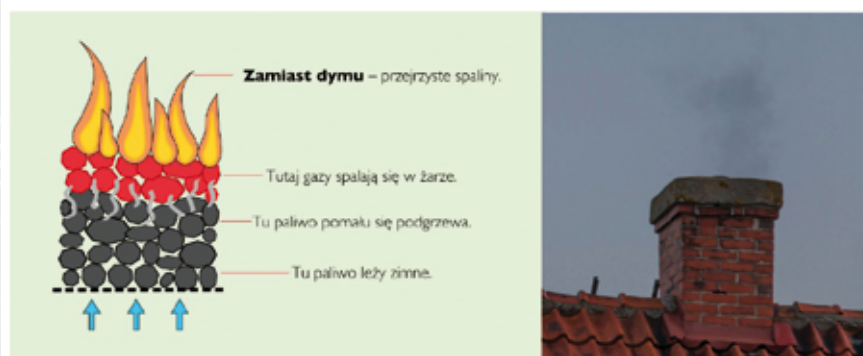 Zamiast dymu – przejrzyste spaliny.
Tutaj gazy spalają się w żarze.
Tu paliwo pomału się podgrzewa.
Tu paliwo leży zimne.